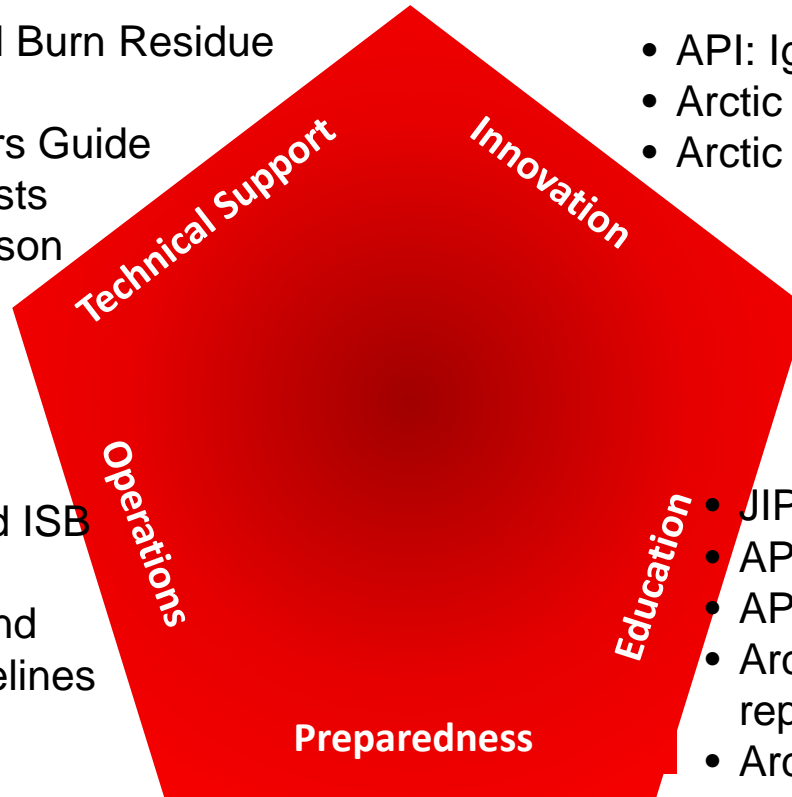 Burn Residue
rs Guide
sts
son
Technical Support
• API: Ig
• Arctic
• Arctic
Innovation
Operations
d ISB
nd
elines
Education
• JIP
• AP
• AP
• Arc
rep
• Arc
Preparedness